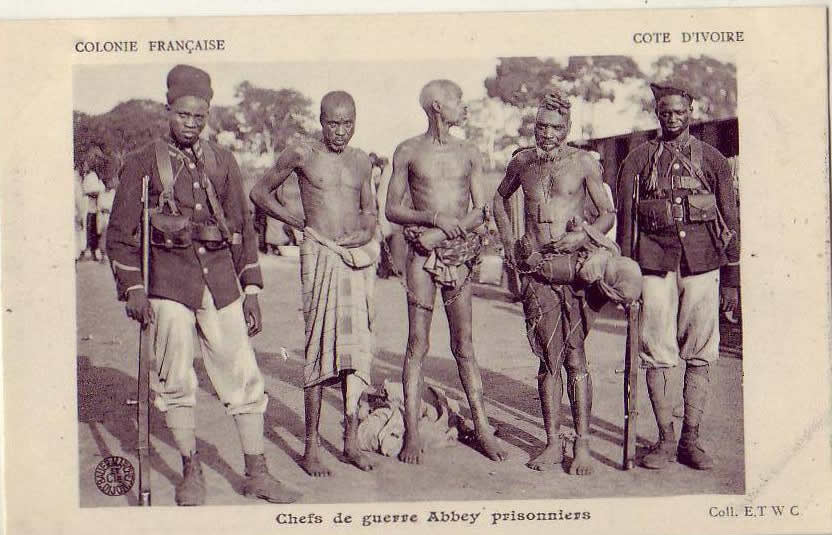 COLONIE FRANÇAISE
COTE D'IVOIRE
Chefs de guerre Abbey prisonniers
Coll. E.T W C.